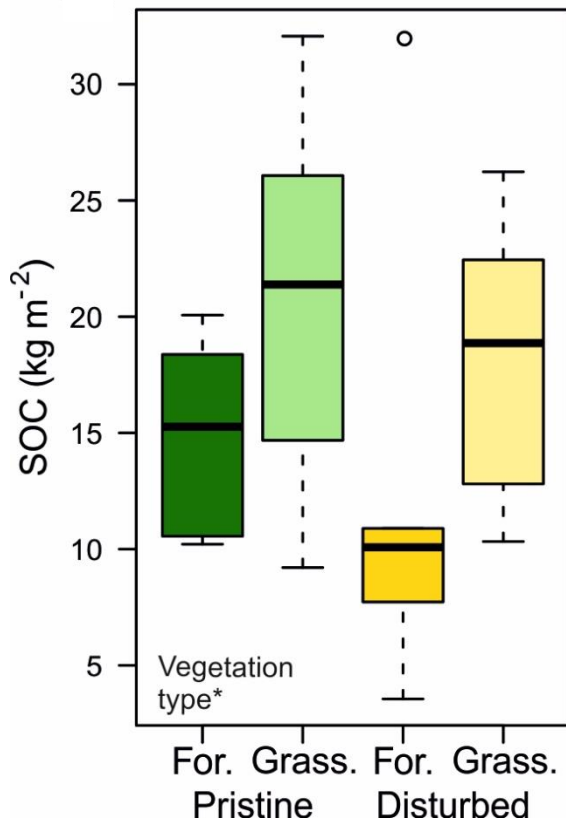 SOC (kg m⁻²)
30
25
20
15
10
5
Vegetation
type*
For. Grass. For. Grass.
Pristine Disturbed